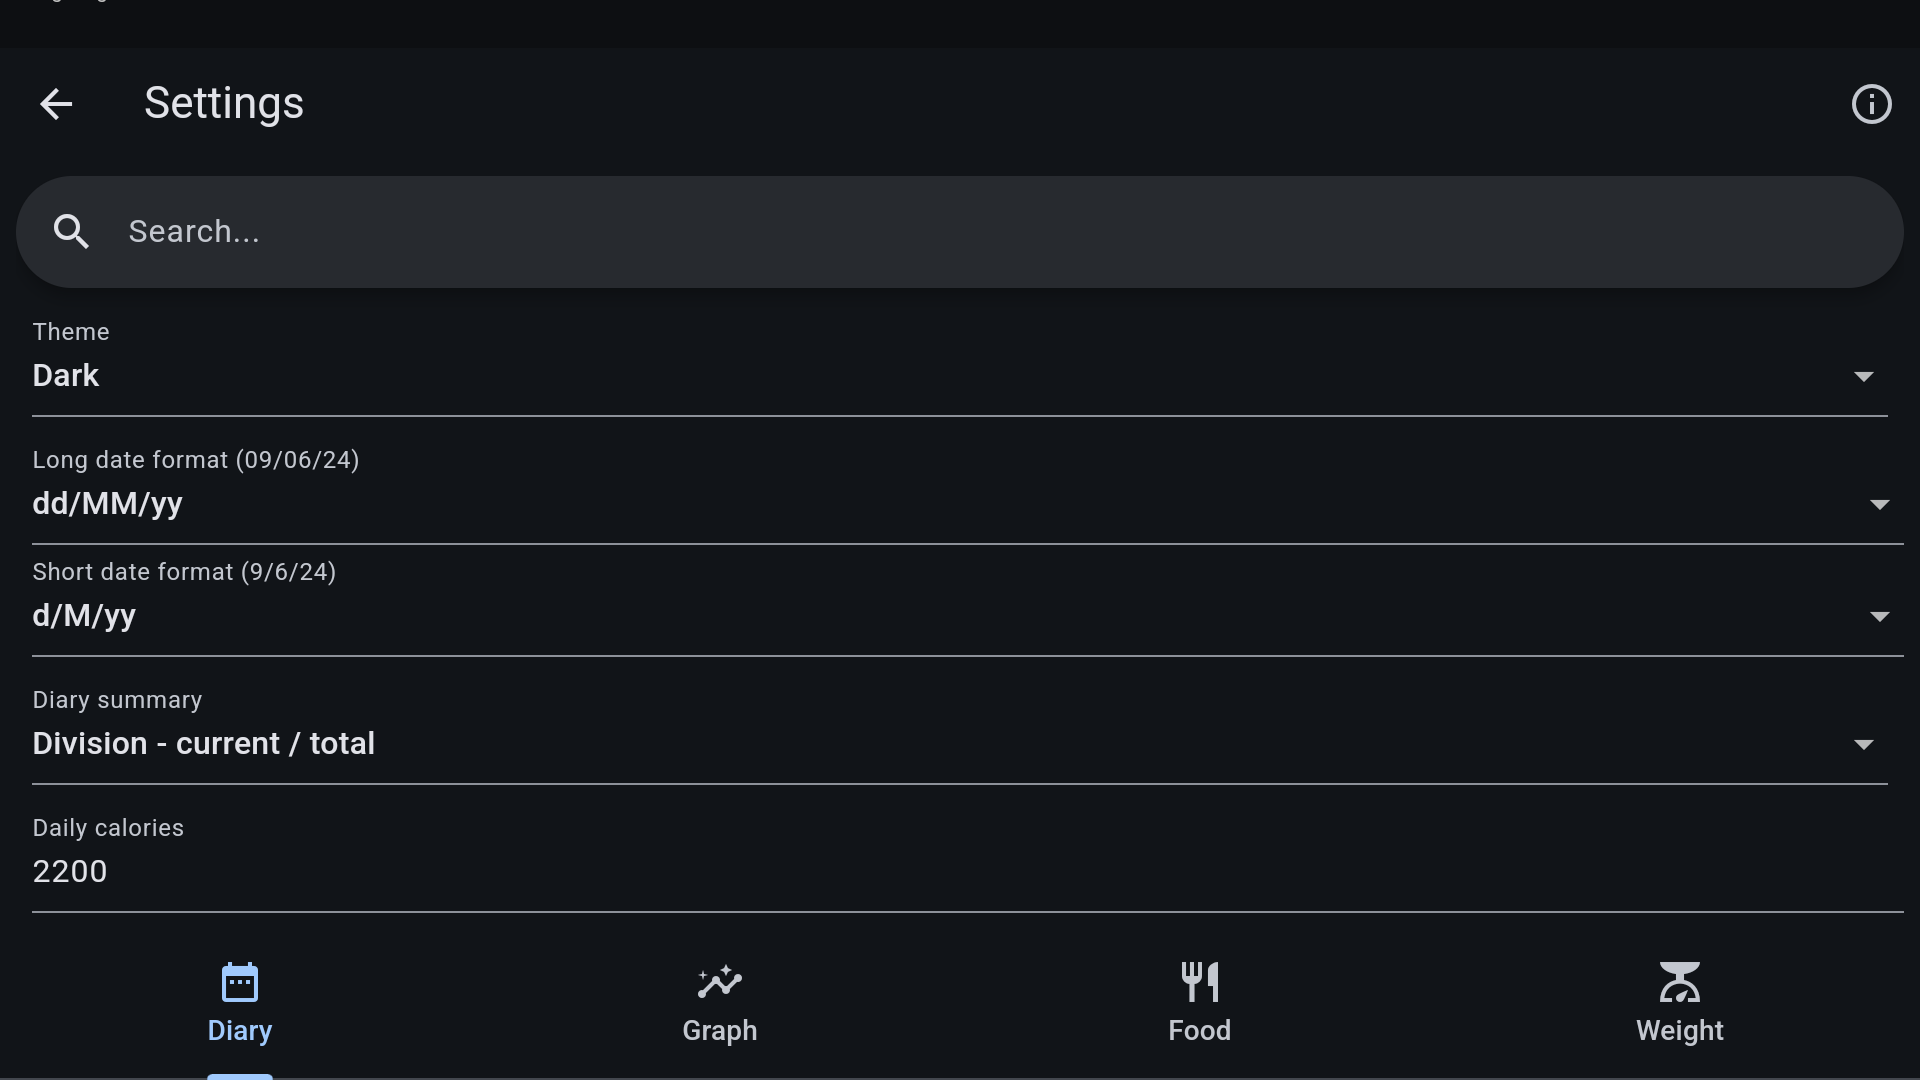 Settings
Search...
Theme
Dark
Long date format (09/06/24)
dd/MM/yy
Short date format (9/6/24)
d/M/yy
Diary summary
Division - current / total
Daily calories
2200
Diary
Graph
Food
Weight